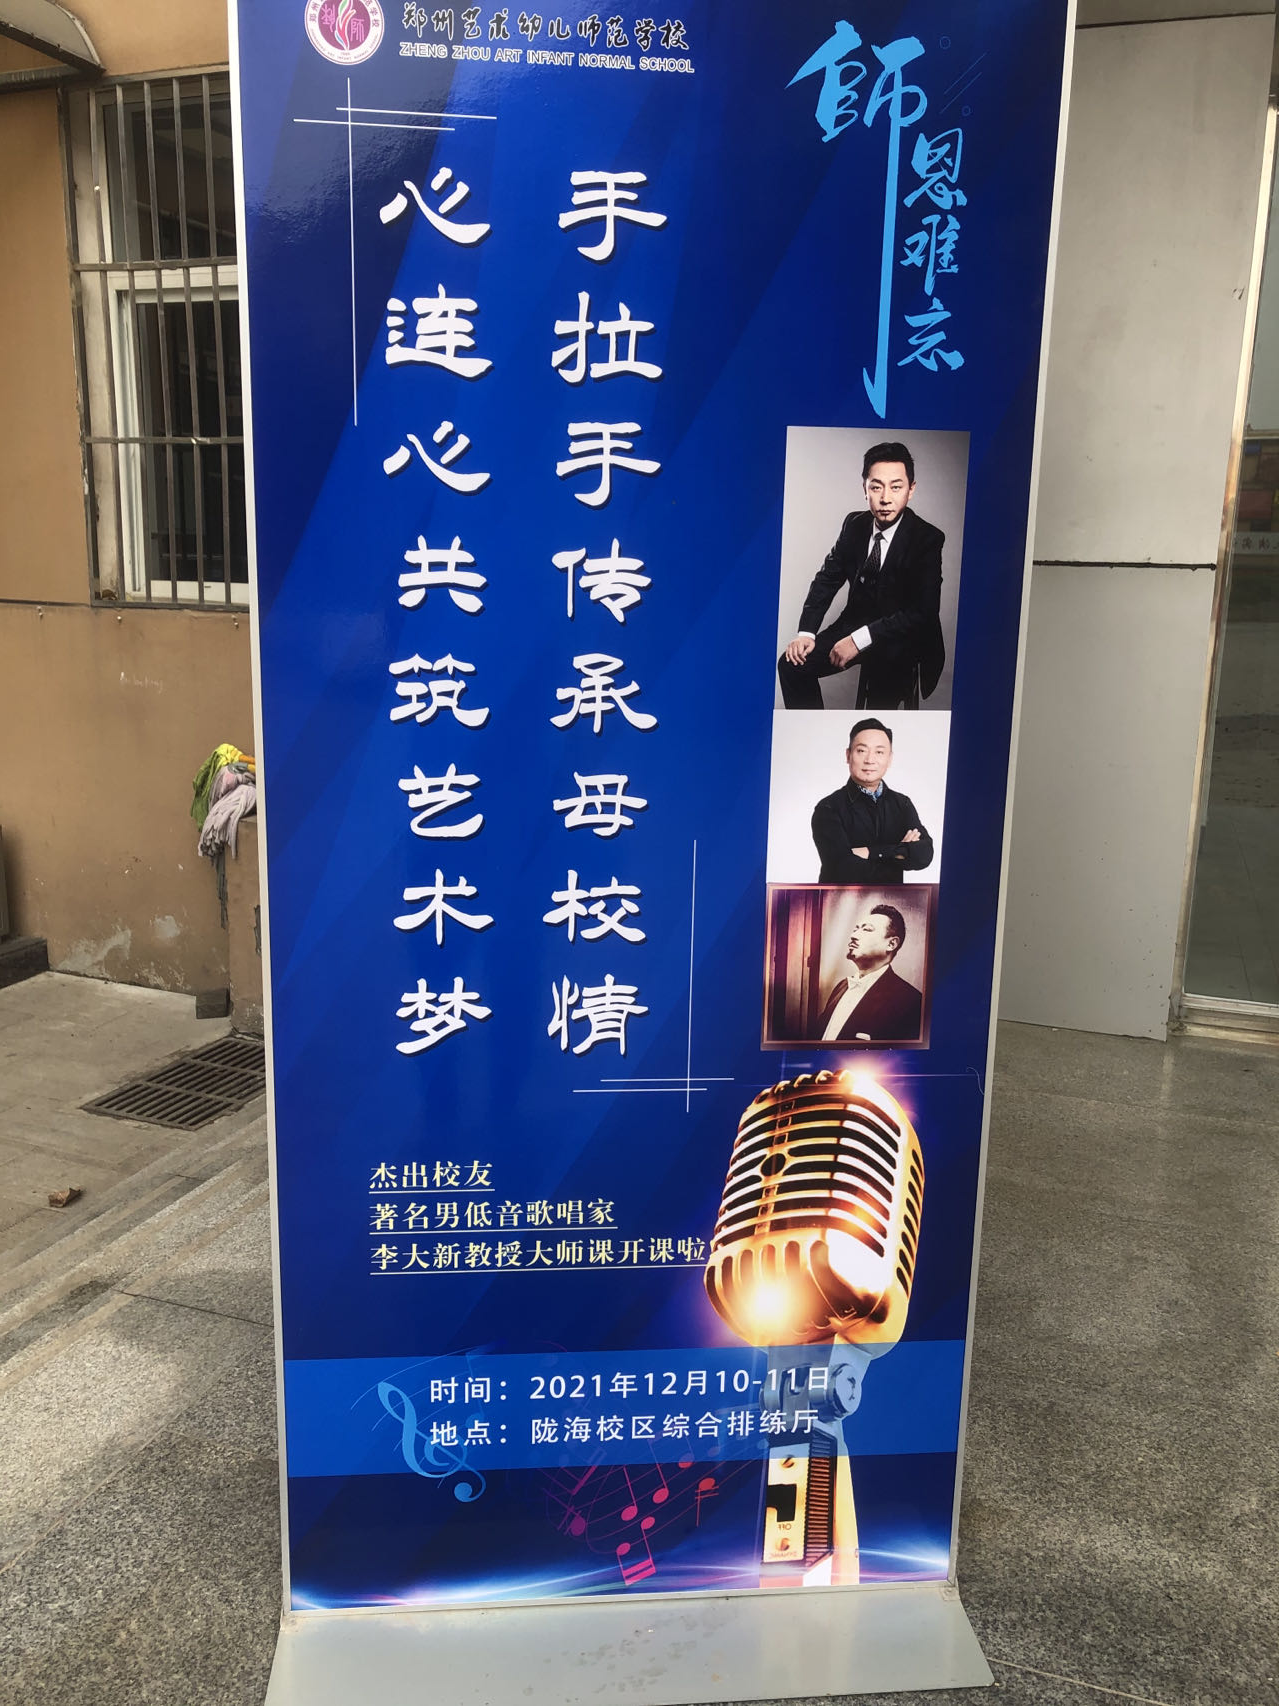 郑州艺术幼儿师范学校
ZHENG ZHOU ART INFANT NORMAL SCHOOL
師恩难忘
手拉手传承母校情
心连心共筑艺术梦
杰出校友
著名男低音歌唱家
李大新教授大师课开课啦
时间：2021年12月10-11日
地点：陇海校区综合排练厅
OFF